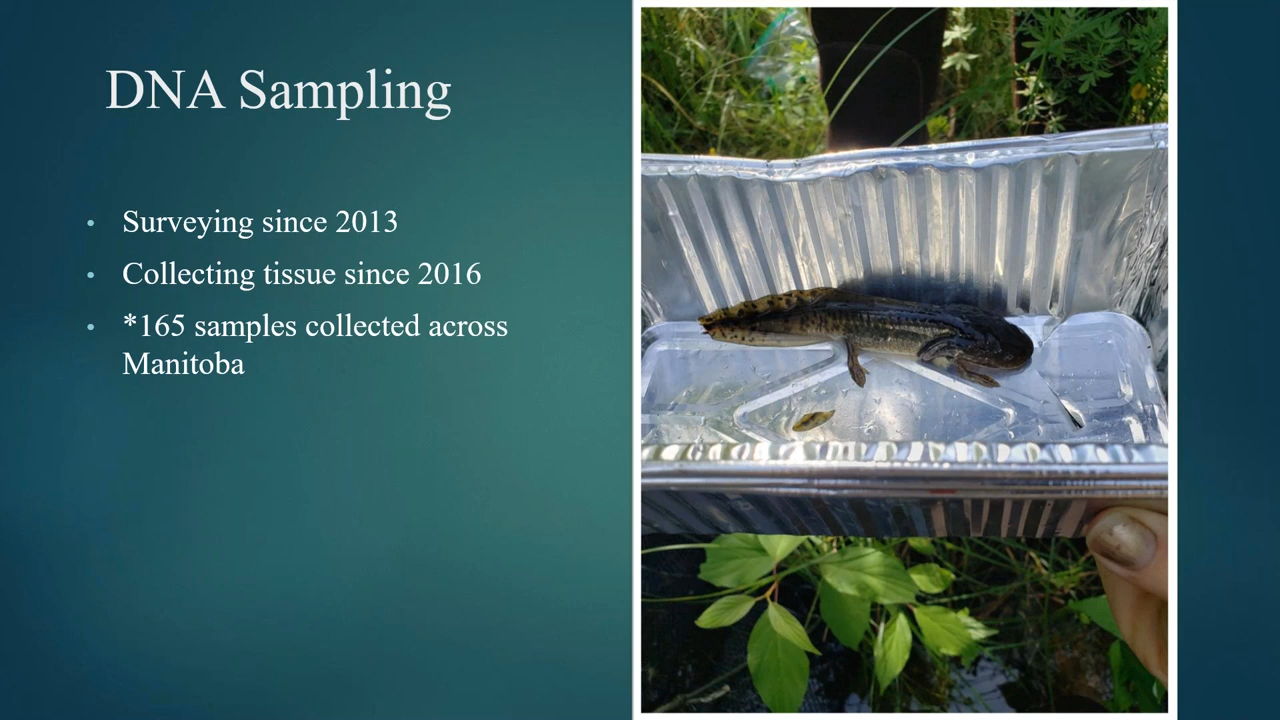 DNA Sampling
• Surveying since 2013
• Collecting tissue since 2016
• *165 samples collected across
Manitoba